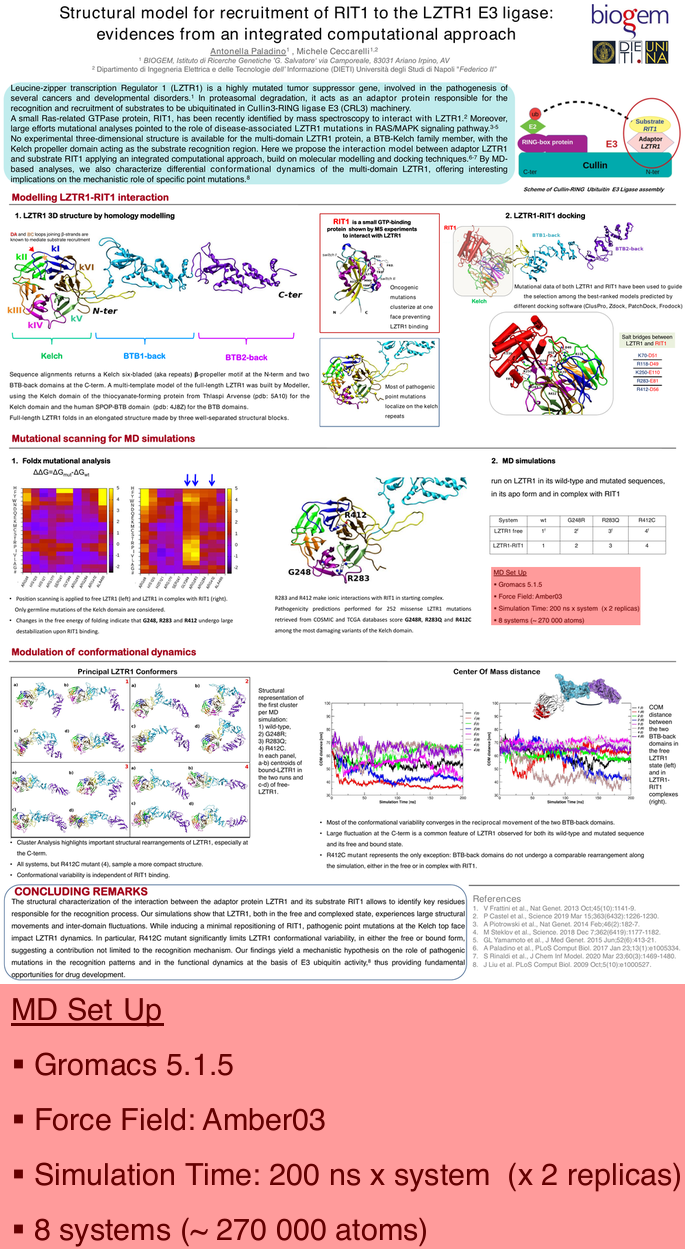 Structural model for recruitment of RIT1 to the LZTR1 E3 ligase:
evidences from an integrated computational approach
Antonella Paladino¹ , Michele Ceccarelli¹,²
¹ BIOGEM, Istituto di Ricerche Genetiche 'G. Salvatore' via Camporeale, 83031 Ariano Irpino, AV
² Dipartimento di Ingegneria Elettrica e delle Tecnologie dell' Informazione (DIETI) Università degli Studi di Napoli "Federico II"
biogem
DIETI.
UNINA
Leucine-zipper transcription Regulator 1 (LZTR1) is a highly mutated tumor suppressor gene, involved in the pathogenesis of
several cancers and developmental disorders.¹ In proteasomal degradation, it acts as an adaptor protein responsible for the
recognition and recruitment of substrates to be ubiquitinated in Cullin3-RING ligase E3 (CRL3) machinery.
A small Ras-related GTPase protein, RIT1, has been recently identified by mass spectroscopy to interact with LZTR1.² Moreover,
large efforts mutational analyses pointed to the role of disease-associated LZTR1 mutations in RAS/MAPK signaling pathway.³⁻⁵
No experimental three-dimensional structure is available for the multi-domain LZTR1 protein, a BTB-Kelch family member, with the
Kelch propeller domain acting as the substrate recognition region. Here we propose the interaction model between adaptor LZTR1
and substrate RIT1 applying an integrated computational approach, build on molecular modelling and docking techniques.⁶⁻⁷ By MD-
based analyses, we also characterize differential conformational dynamics of the multi-domain LZTR1, offering interesting
implications on the mechanistic role of specific point mutations.⁸
Ub
E2
RING-box protein
E3
Substrate
RIT1
Adaptor
LZTR1
Cullin
C-ter
N-ter
Scheme of Cullin-RING Ubituitin E3 Ligase assembly
Modelling LZTR1-RIT1 interaction
1. LZTR1 3D structure by homology modelling
DA and BC loops joining β-strands are
known to mediate substrate recruitment
kI
kII
kVI
kIII
kIV
kV
N-ter
C-ter
Kelch
BTB1-back
BTB2-back
Sequence alignments returns a Kelch six-bladed (aka repeats) β-propeller motif at the N-term and two
BTB-back domains at the C-term. A multi-template model of the full-length LZTR1 was built by Modeller,
using the Kelch domain of the thiocyanate-forming protein from Thlaspi Arvense (pdb: 5A10) for the
Kelch domain and the human SPOP-BTB domain (pdb: 4J8Z) for the BTB domains.
Full-length LZTR1 folds in an elongated structure made by three well-separated structural blocks.
RIT1 is a small GTP-binding
protein shown by MS experiments
to interact with LZTR1
Switch I
Switch II
N
C
Oncogenic
mutations
clusterize at one
face preventing
LZTR1 binding
Most of pathogenic
point mutations
localize on the kelch
repeats
2. LZTR1-RIT1 docking
RIT1
BTB1-back
BTB2-back
Kelch
Mutational data of both LZTR1 and RIT1 have been used to guide
the selection among the best-ranked models predicted by
different docking software (ClusPro, Zdock, PatchDock, Frodock)
Salt bridges between
LZTR1 and RIT1
K70-D51
R118-D49
K250-E110
R283-E81
R412-D56
Mutational scanning for MD simulations
1. Foldx mutational analysis
ΔΔG=ΔGmut-ΔGwt
• Position scanning is applied to free LZTR1 (left) and LZTR1 in complex with RIT1 (right).
Only germline mutations of the Kelch domain are considered.
• Changes in the free energy of folding indicate that G248, R283 and R412 undergo large
destabilization upon RIT1 binding.
R412
G248
R283
R283 and R412 make ionic interactions with RIT1 in starting complex.
Pathogenicity predictions performed for 252 missense LZTR1 mutations
retrieved from COSMIC and TCGA databases score G248R, R283Q and R412C
among the most damaging variants of the Kelch domain.
2. MD simulations
run on LZTR1 in its wild-type and mutated sequences,
in its apo form and in complex with RIT1
System wt G248R R283Q R412C
LZTR1 free 1' 2' 3' 4'
LZTR1-RIT1 1 2 3 4
MD Set Up
▪ Gromacs 5.1.5
▪ Force Field: Amber03
▪ Simulation Time: 200 ns x system (x 2 replicas)
▪ 8 systems (~ 270 000 atoms)
Modulation of conformational dynamics
Principal LZTR1 Conformers
a) b) 1 a) b) 2
c) d) c) d)
a) 3 b) a) 4 b)
c) d) c) d)
Structural
representation of
the first cluster
per MD
simulation:
1) wild-type,
2) G248R;
3) R283Q;
4) R412C.
In each panel,
a-b) centroids of
bound-LZTR1 in
the two runs and
c-d) of free-
LZTR1.
• Cluster Analysis highlights important structural rearrangements of LZTR1, especially at
the C-term.
• All systems, but R412C mutant (4), sample a more compact structure.
• Conformational variability is independent of RIT1 binding.
Center Of Mass distance
COM distance (nm)
Simulation Time (ns)
COM distance (nm)
Simulation Time (ns)
COM
distance
between
the two
BTB-back
domains in
the free
LZTR1
state (left)
and in
LZTR1-
RIT1
complexes
(right).
• Most of the conformational variability converges in the reciprocal movement of the two BTB-back domains.
• Large fluctuation at the C-term is a common feature of LZTR1 observed for both its wild-type and mutated sequence
and its free and bound state.
• R412C mutant represents the only exception: BTB-back domains do not undergo a comparable rearrangement along
the simulation, either in the free or in complex with RIT1.
CONCLUDING REMARKS
The structural characterization of the interaction between the adaptor protein LZTR1 and its substrate RIT1 allows to identify key residues
responsible for the recognition process. Our simulations show that LZTR1, both in the free and complexed state, experiences large structural
movements and inter-domain fluctuations. While inducing a minimal repositioning of RIT1, pathogenic point mutations at the Kelch top face
impact LZTR1 dynamics. In particular, R412C mutant significantly limits LZTR1 conformational variability, in either the free or bound form,
suggesting a contribution not limited to the recognition mechanism. Our findings yield a mechanistic hypothesis on the role of pathogenic
mutations in the recognition patterns and in the functional dynamics at the basis of E3 ubiquitin activity,⁸ thus providing fundamental
opportunities for drug development.
References
1. V Frattini et al., Nat Genet. 2013 Oct;45(10):1141-9.
2. P Castel et al., Science 2019 Mar 15;363(6432):1226-1230.
3. A Piotrowski et al., Nat Genet. 2014 Feb;46(2):182-7.
4. M Steklov et al., Science. 2018 Dec 7;362(6419):1177-1182.
5. GL Yamamoto et al., J Med Genet. 2015 Jun;52(6):413-21.
6. A Paladino et al., PLoS Comput Biol. 2017 Jan 23;13(1):e1005334.
7. S Rinaldi et al., J Chem Inf Model. 2020 Mar 23;60(3):1469-1480.
8. J Liu et al. PLoS Comput Biol. 2009 Oct;5(10):e1000527.
MD Set Up
▪ Gromacs 5.1.5
▪ Force Field: Amber03
▪ Simulation Time: 200 ns x system (x 2 replicas)
▪ 8 systems (~ 270 000 atoms)